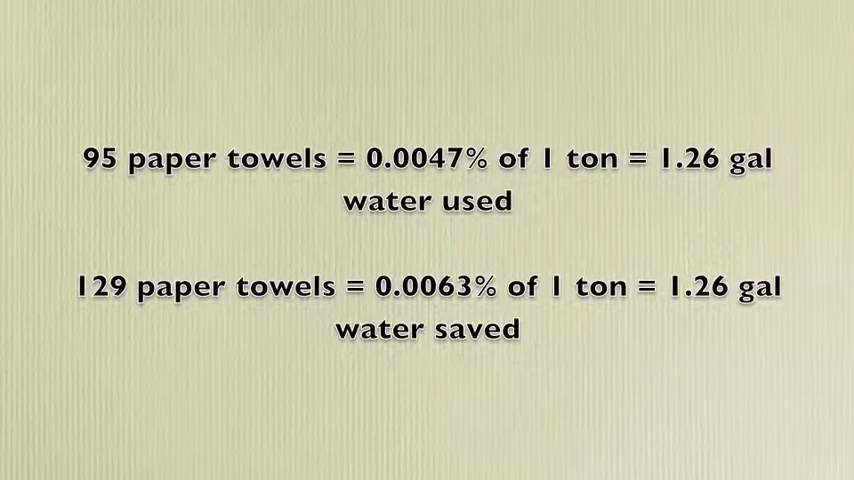 95 paper towels = 0.0047% of 1 ton = 1.26 gal
water used
129 paper towels = 0.0063% of 1 ton = 1.26 gal
water saved